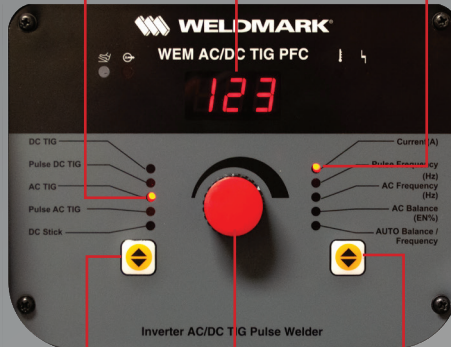 WELDMARK®
WEM AC/DC TIG PFC
123
DC TIG
Pulse DC TIG
AC TIG
Pulse AC TIG
DC Stick
Current(A)
Pulse Frequency
(Hz)
AC Frequency
(Hz)
AC Balance
(EN%)
AUTO Balance /
Frequency
Inverter AC/DC TIG Pulse Welder